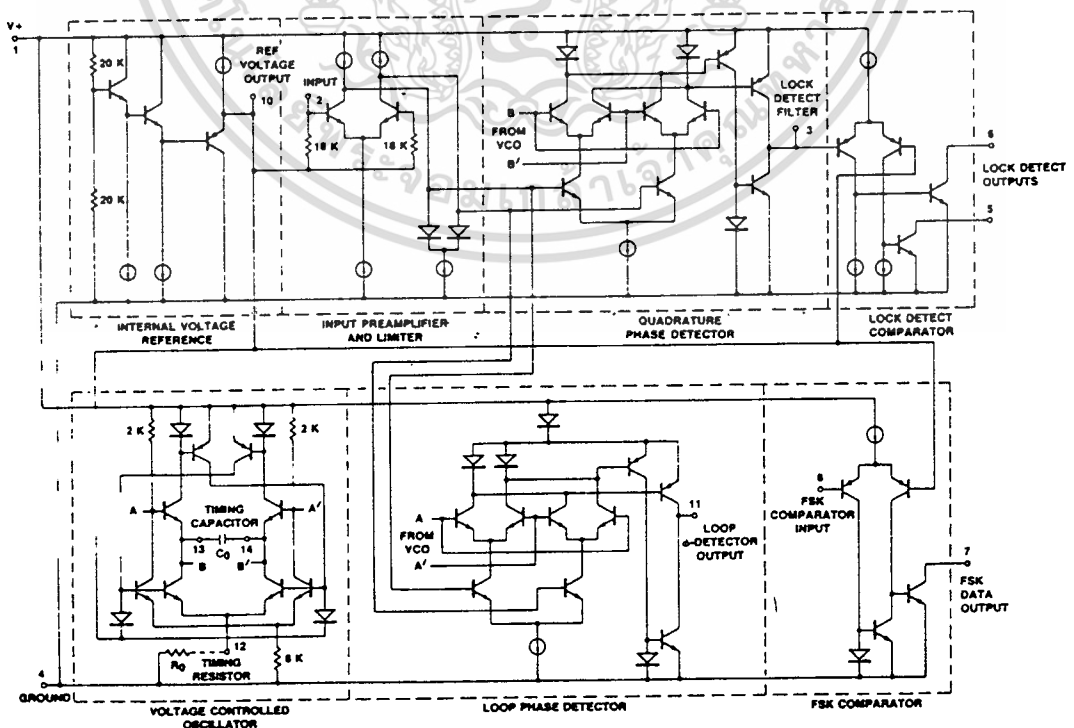 V+
1
20 K
20 K
REF
VOLTAGE
OUTPUT
10
INPUT
2
18 K
18 K
B
FROM
VCO
B'
LOCK
DETECT
FILTER
3
6
LOCK DETECT
OUTPUTS
5
INTERNAL VOLTAGE
REFERENCE
INPUT PREAMPLIFIER
AND LIMITER
QUADRATURE
PHASE DETECTOR
LOCK DETECT
COMPARATOR
2 K
2 K
A
A'
TIMING
CAPACITOR
13
C0
14
B
B'
12
R0
TIMING
RESISTOR
8 K
4
GROUND
A
FROM
VCO
A'
11
LOOP
DETECTOR
OUTPUT
8
FSK
COMPARATOR
INPUT
7
FSK
DATA
OUTPUT
VOLTAGE CONTROLLED
OSCILLATOR
LOOP PHASE DETECTOR
FSK COMPARATOR